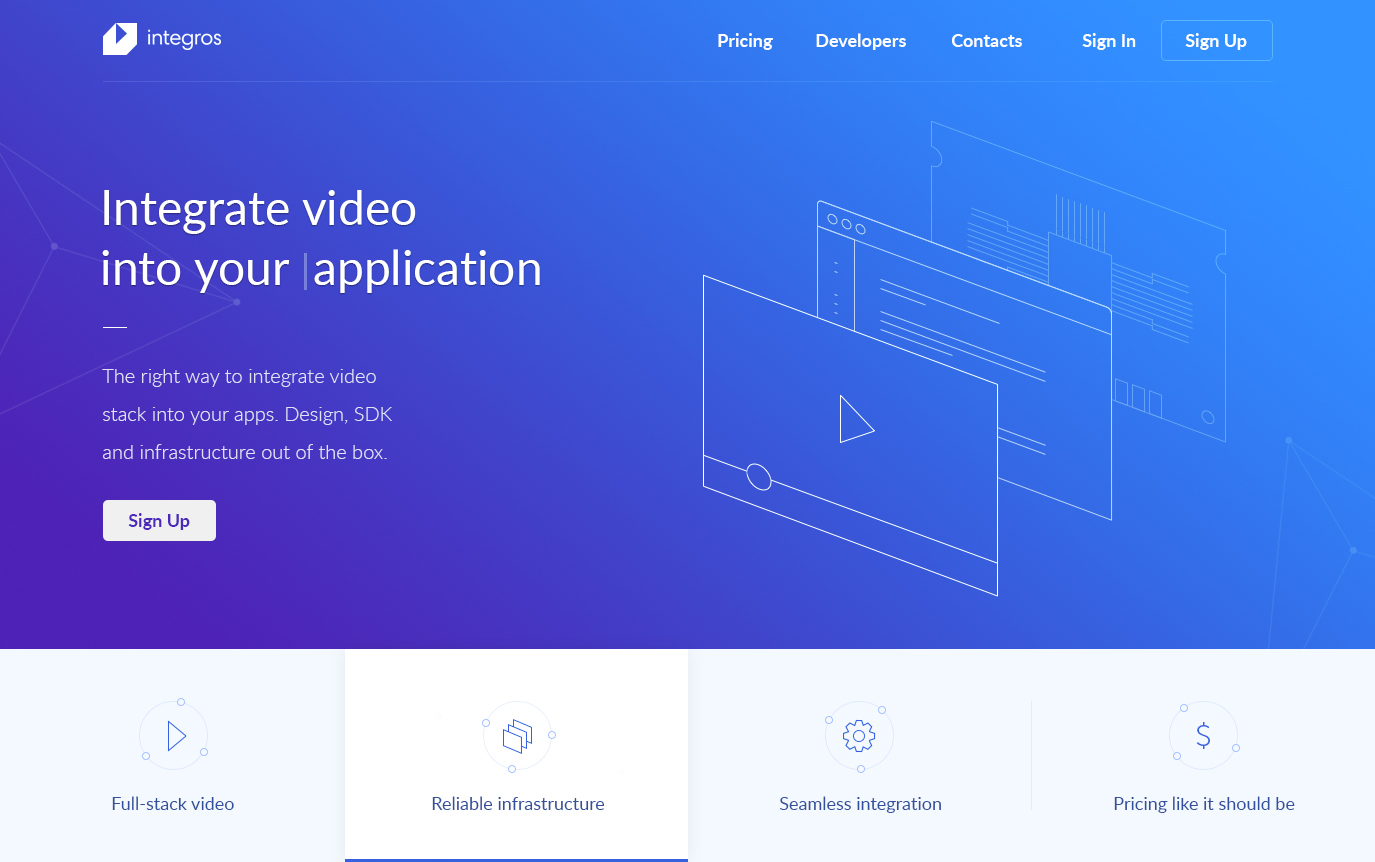 integros
Pricing Developers Contacts Sign In Sign Up
Integrate video
into your application
The right way to integrate video
stack into your apps. Design, SDK
and infrastructure out of the box.
Sign Up
$
Full-stack video Reliable infrastructure Seamless integration Pricing like it should be